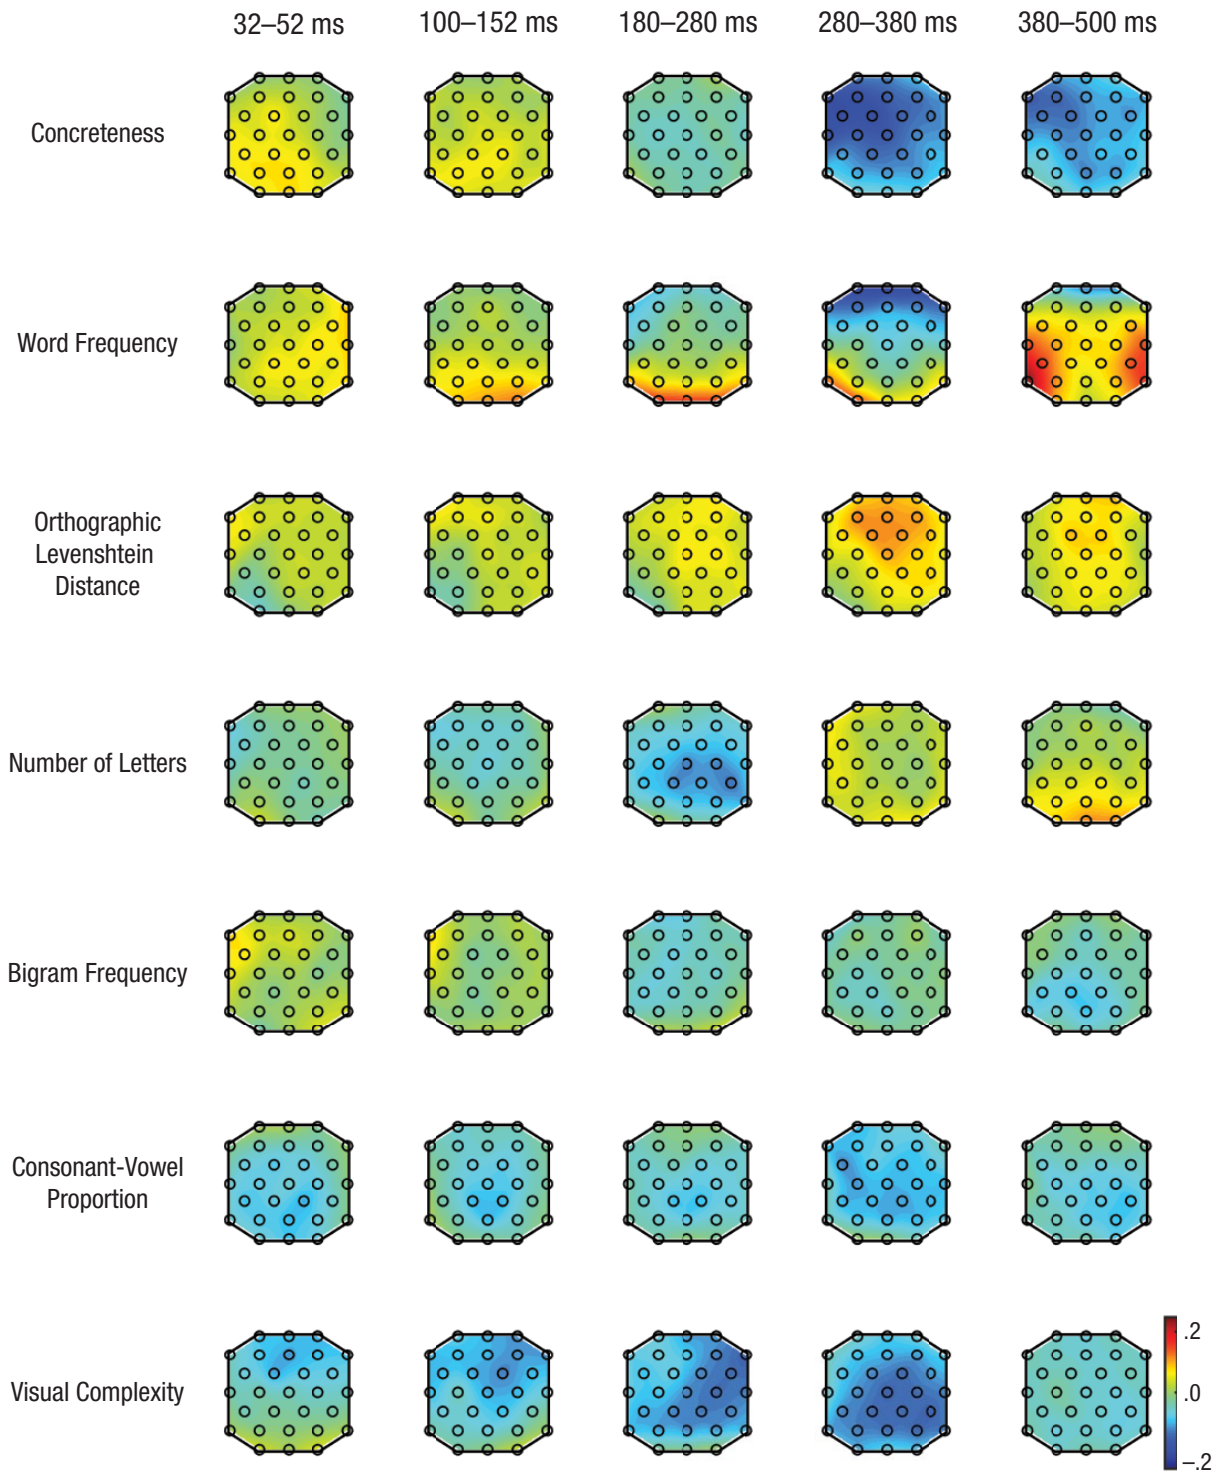 32–52 ms 100–152 ms 180–280 ms 280–380 ms 380–500 ms
Concreteness
Word Frequency
Orthographic
Levenshtein
Distance
Number of Letters
Bigram Frequency
Consonant-Vowel
Proportion
Visual Complexity
.2
.0
–.2